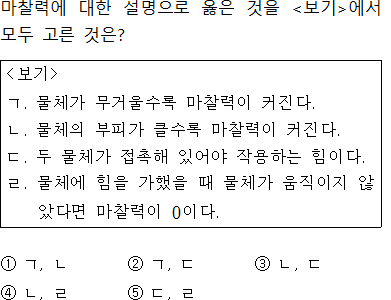 마찰력에 대한 설명으로 옳은 것을 <보기>에서
모두 고른 것은?
<보기>
ㄱ. 물체가 무거울수록 마찰력이 커진다.
ㄴ. 물체의 부피가 클수록 마찰력이 커진다.
ㄷ. 두 물체가 접촉해 있어야 작용하는 힘이다.
ㄹ. 물체에 힘을 가했을 때 물체가 움직이지 않
았다면 마찰력이 0이다.
① ㄱ, ㄴ ② ㄱ, ㄷ ③ ㄴ, ㄷ
④ ㄴ, ㄹ ⑤ ㄷ, ㄹ